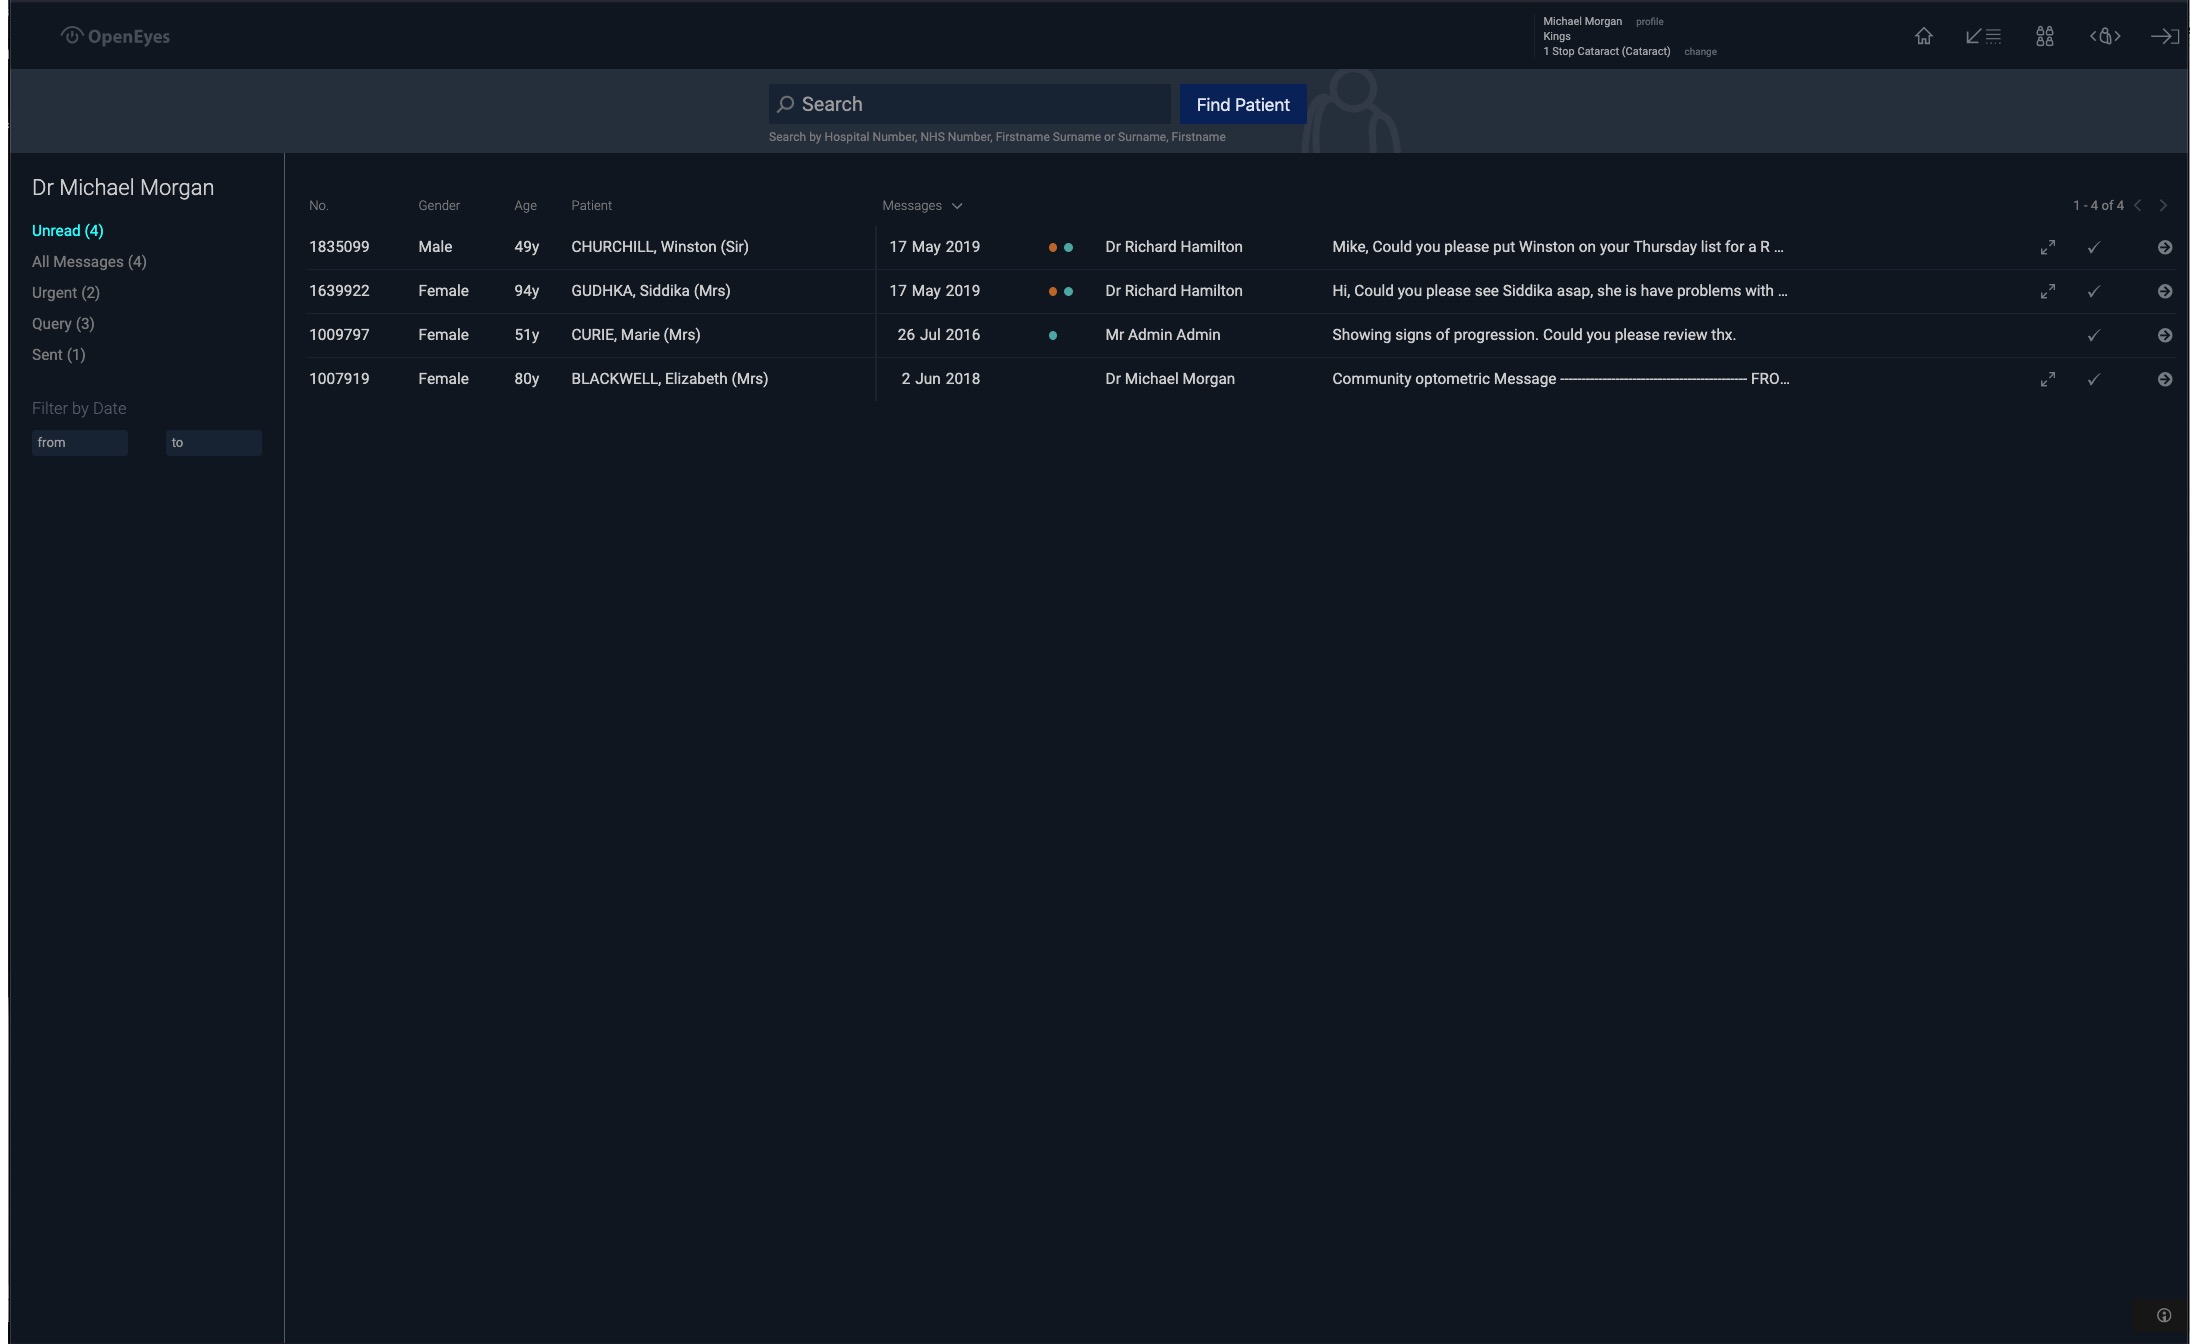 OpenEyes
Michael Morgan profile
Kings
1 Stop Cataract (Cataract) change
Search
Find Patient
Search by Hospital Number, NHS Number, Firstname Surname or Surname, Firstname
Dr Michael Morgan
Unread (4)
All Messages (4)
Urgent (2)
Query (3)
Sent (1)
Filter by Date
from to
No. Gender Age Patient Messages 1 - 4 of 4
1835099 Male 49y CHURCHILL, Winston (Sir) 17 May 2019 Dr Richard Hamilton Mike, Could you please put Winston on your Thursday list for a R ...
1639922 Female 94y GUDHKA, Siddika (Mrs) 17 May 2019 Dr Richard Hamilton Hi, Could you please see Siddika asap, she is have problems with ...
1009797 Female 51y CURIE, Marie (Mrs) 26 Jul 2016 Mr Admin Admin Showing signs of progression. Could you please review thx.
1007919 Female 80y BLACKWELL, Elizabeth (Mrs) 2 Jun 2018 Dr Michael Morgan Community optometric Message ------------------------------------------ FRO...